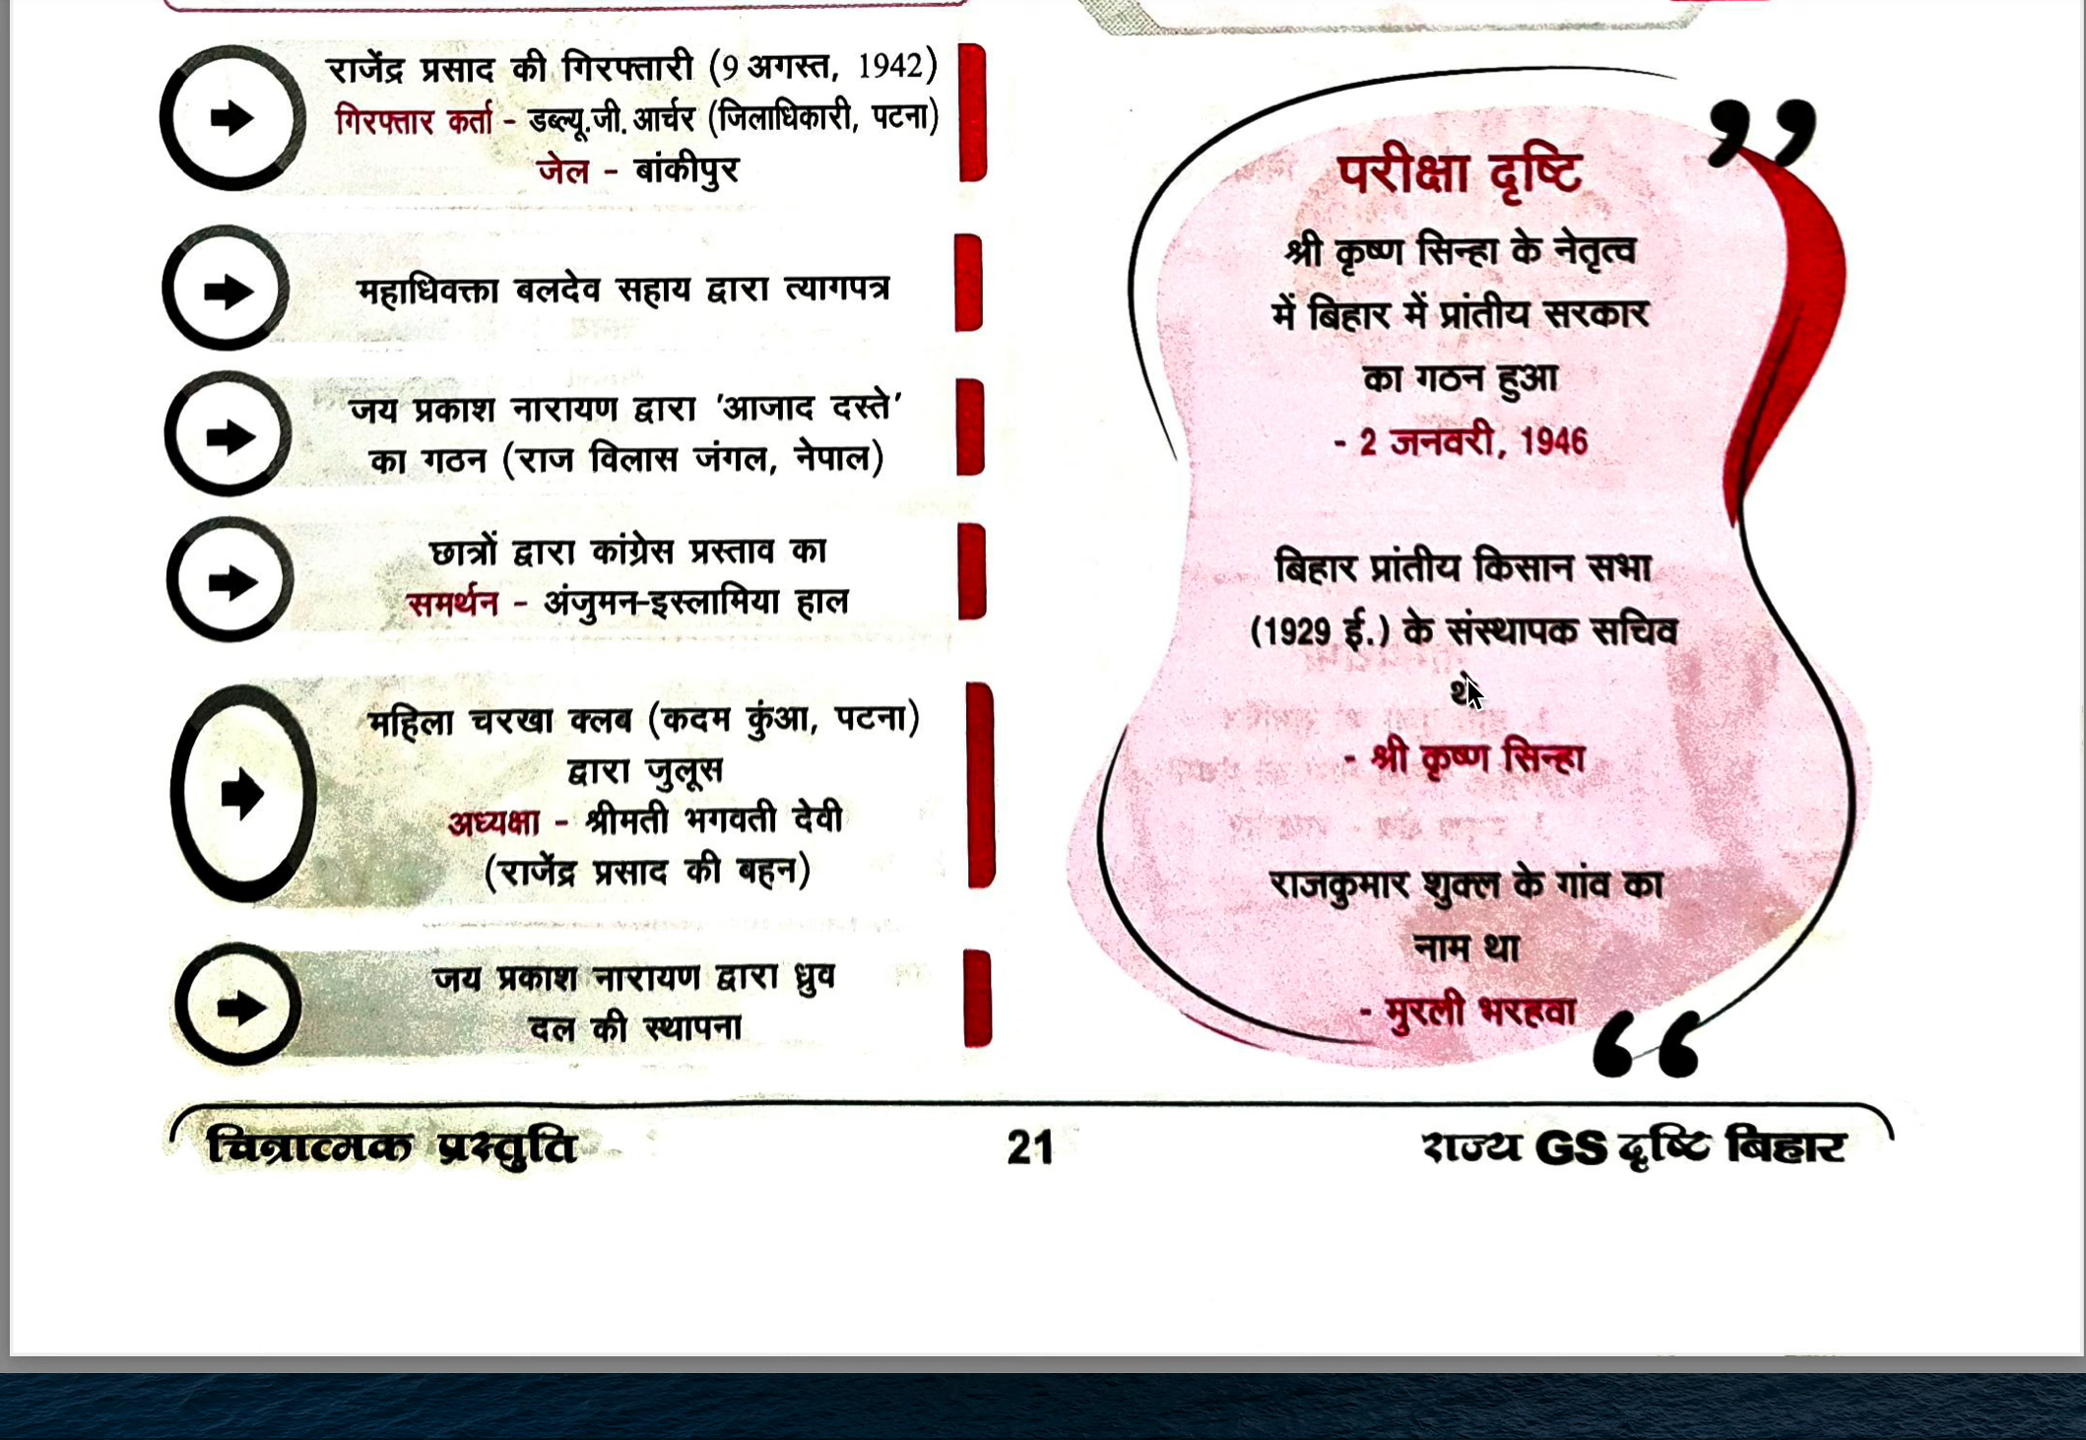 राजेंद्र प्रसाद की गिरफ्तारी (9 अगस्त, 1942)
गिरफ्तार कर्ता - डब्ल्यू.जी. आर्चर (जिलाधिकारी, पटना)
जेल - बांकीपुर
महाधिवक्ता बलदेव सहाय द्वारा त्यागपत्र
जय प्रकाश नारायण द्वारा 'आजाद दस्ते'
का गठन (राज विलास जंगल, नेपाल)
छात्रों द्वारा कांग्रेस प्रस्ताव का
समर्थन - अंजुमन-इस्लामिया हाल
महिला चरखा क्लब (कदम कुंआ, पटना)
द्वारा जुलूस
अध्यक्षा - श्रीमती भगवती देवी
(राजेंद्र प्रसाद की बहन)
जय प्रकाश नारायण द्वारा ध्रुव
दल की स्थापना
परीक्षा दृष्टि
श्री कृष्ण सिन्हा के नेतृत्व
में बिहार में प्रांतीय सरकार
का गठन हुआ
- 2 जनवरी, 1946
बिहार प्रांतीय किसान सभा
(1929 ई.) के संस्थापक सचिव
थे
- श्री कृष्ण सिन्हा
राजकुमार शुक्ल के गांव का
नाम था
- मुरली भरहवा
चित्रात्मक प्रस्तुति
21
राज्य GS दृष्टि बिहार